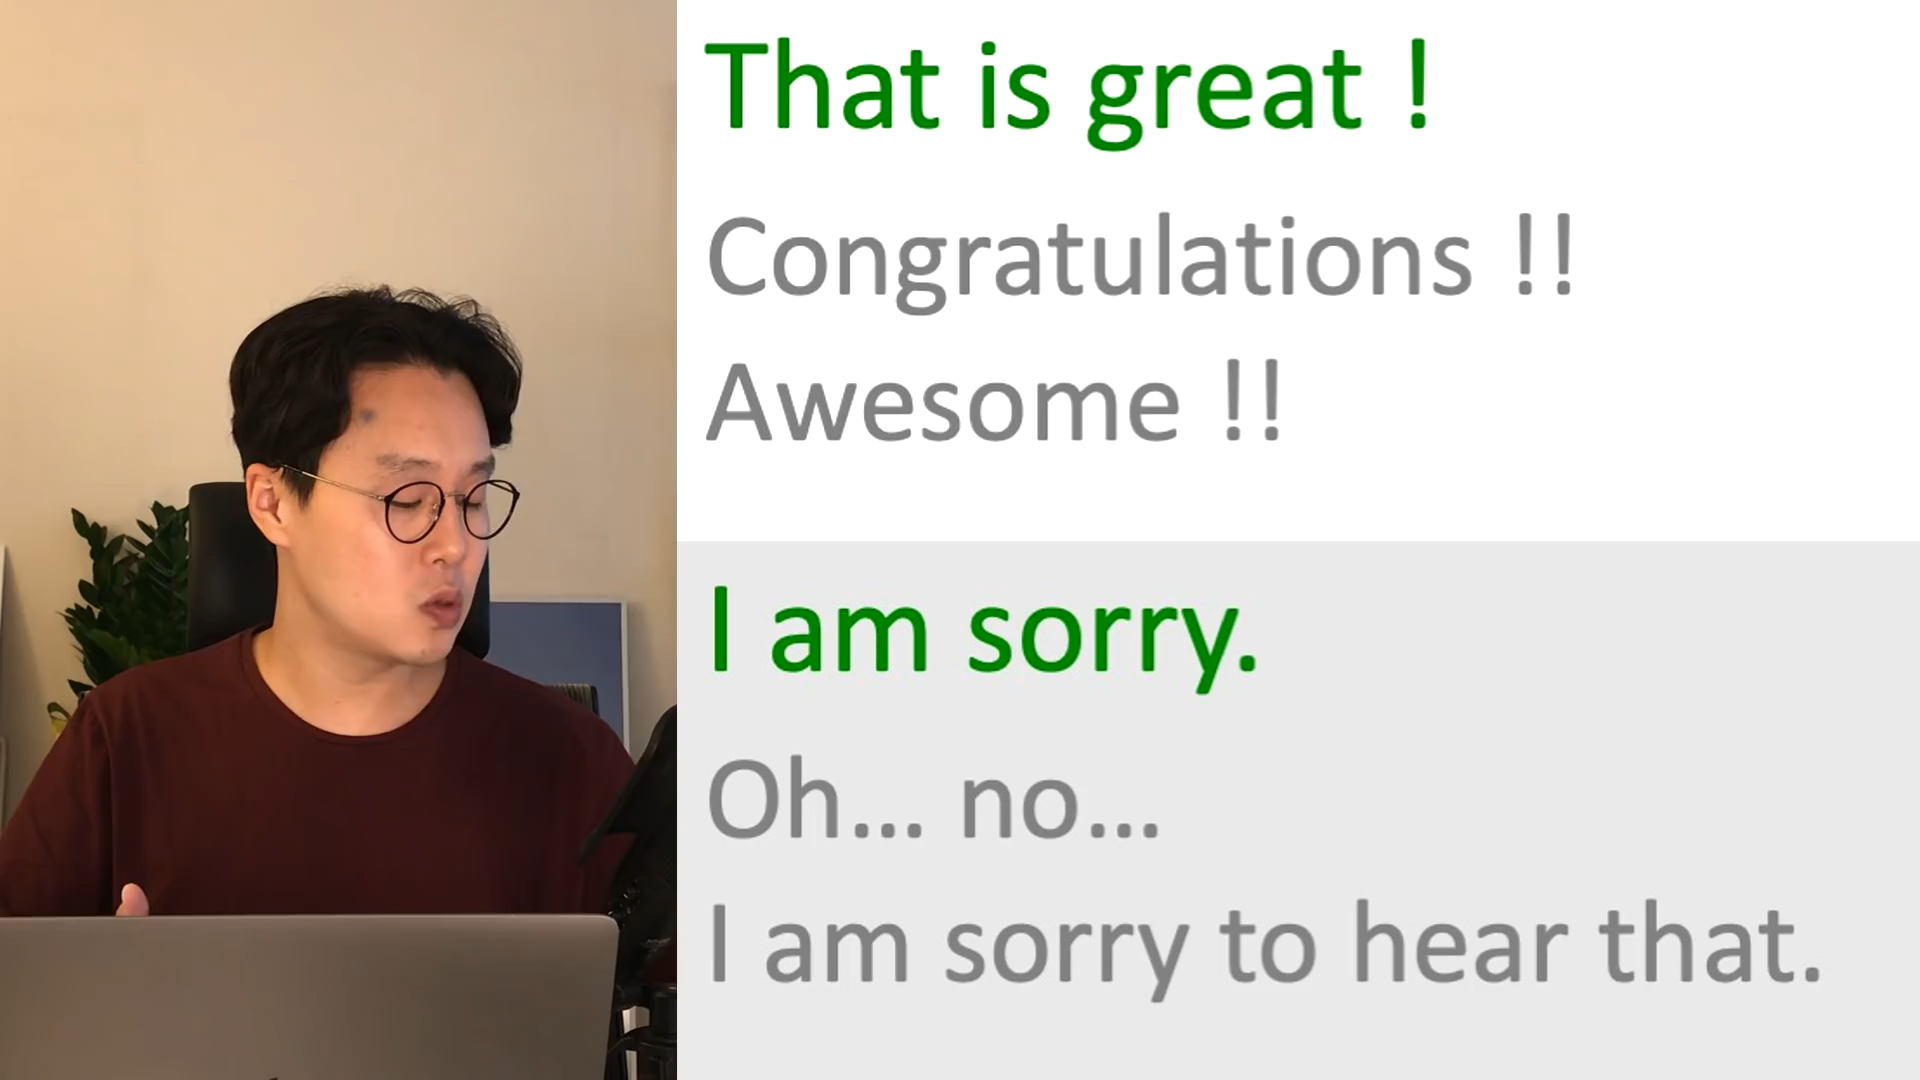 That is great !
Congratulations !!
Awesome !!
I am sorry.
Oh... no...
I am sorry to hear that.